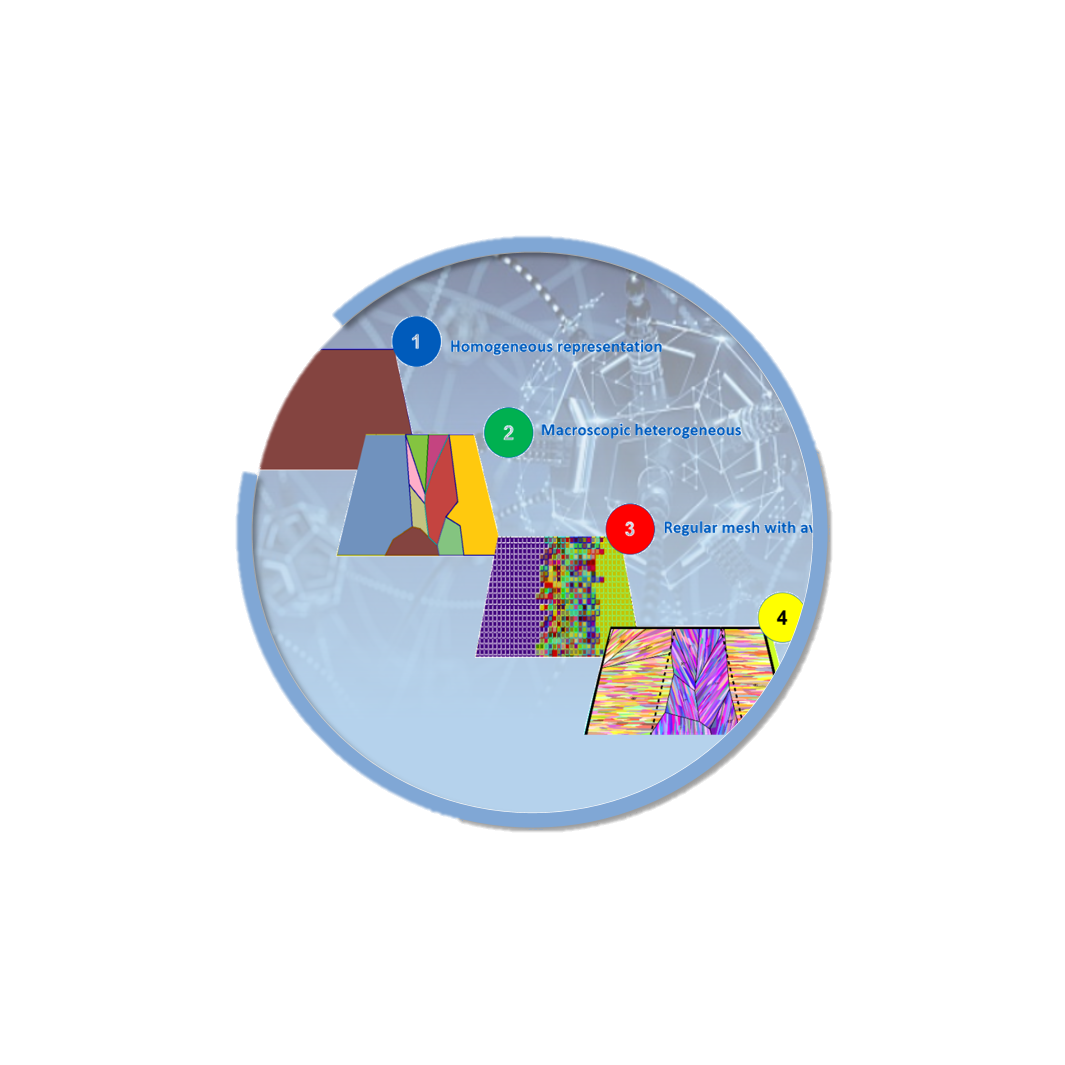 1
Homogeneous representation
2
Macroscopic heterogeneous
3
Regular mesh with
4